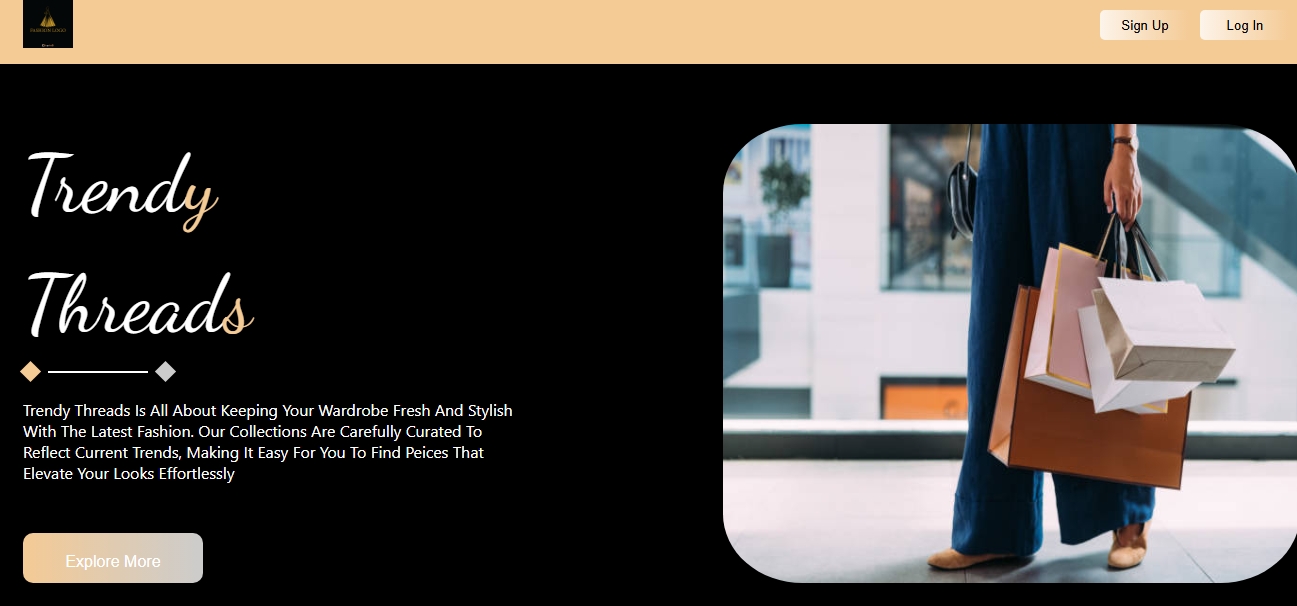 FASHION LOGO
Sign Up
Log In
Trendy
Threads
Trendy Threads Is All About Keeping Your Wardrobe Fresh And Stylish
With The Latest Fashion. Our Collections Are Carefully Curated To
Reflect Current Trends, Making It Easy For You To Find Peices That
Elevate Your Looks Effortlessly
Explore More